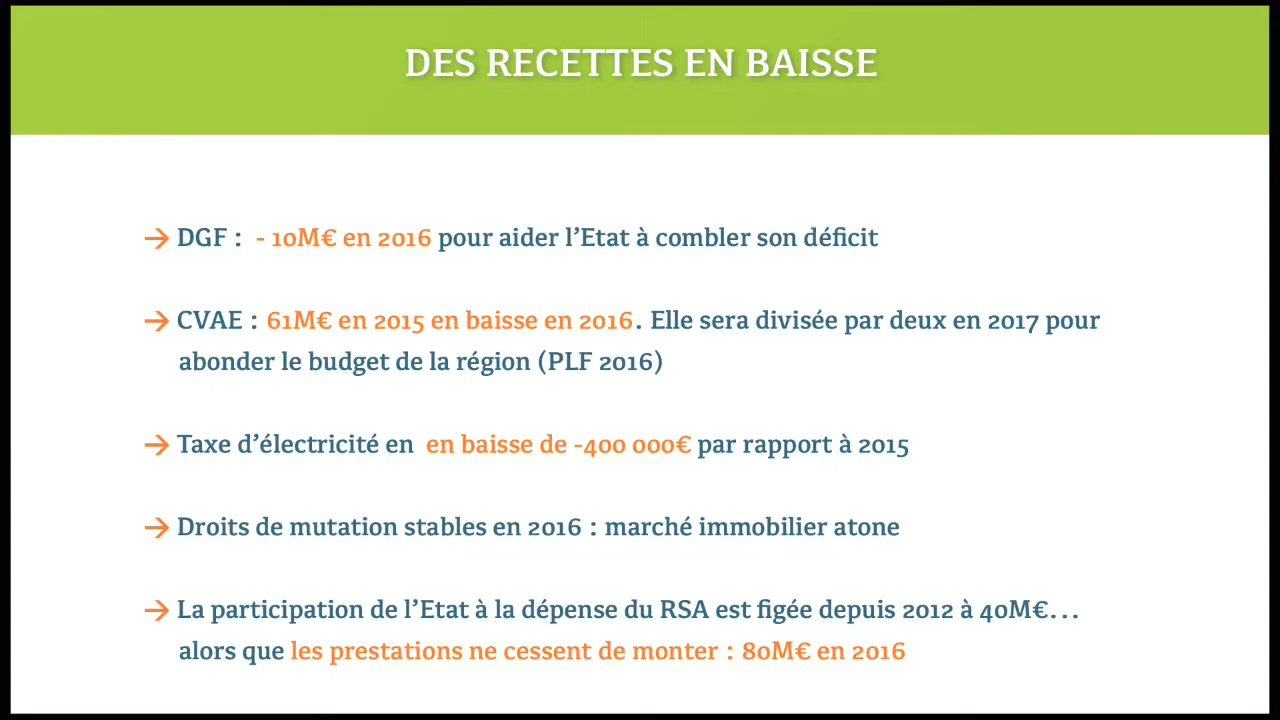 DES RECETTES EN BAISSE
→ DGF : - 10M€ en 2016 pour aider l’Etat à combler son déficit
→ CVAE : 61M€ en 2015 en baisse en 2016. Elle sera divisée par deux en 2017 pour
abonder le budget de la région (PLF 2016)
→ Taxe d’électricité en en baisse de -400 000€ par rapport à 2015
→ Droits de mutation stables en 2016 : marché immobilier atone
→ La participation de l’Etat à la dépense du RSA est figée depuis 2012 à 40M€...
alors que les prestations ne cessent de monter : 80M€ en 2016